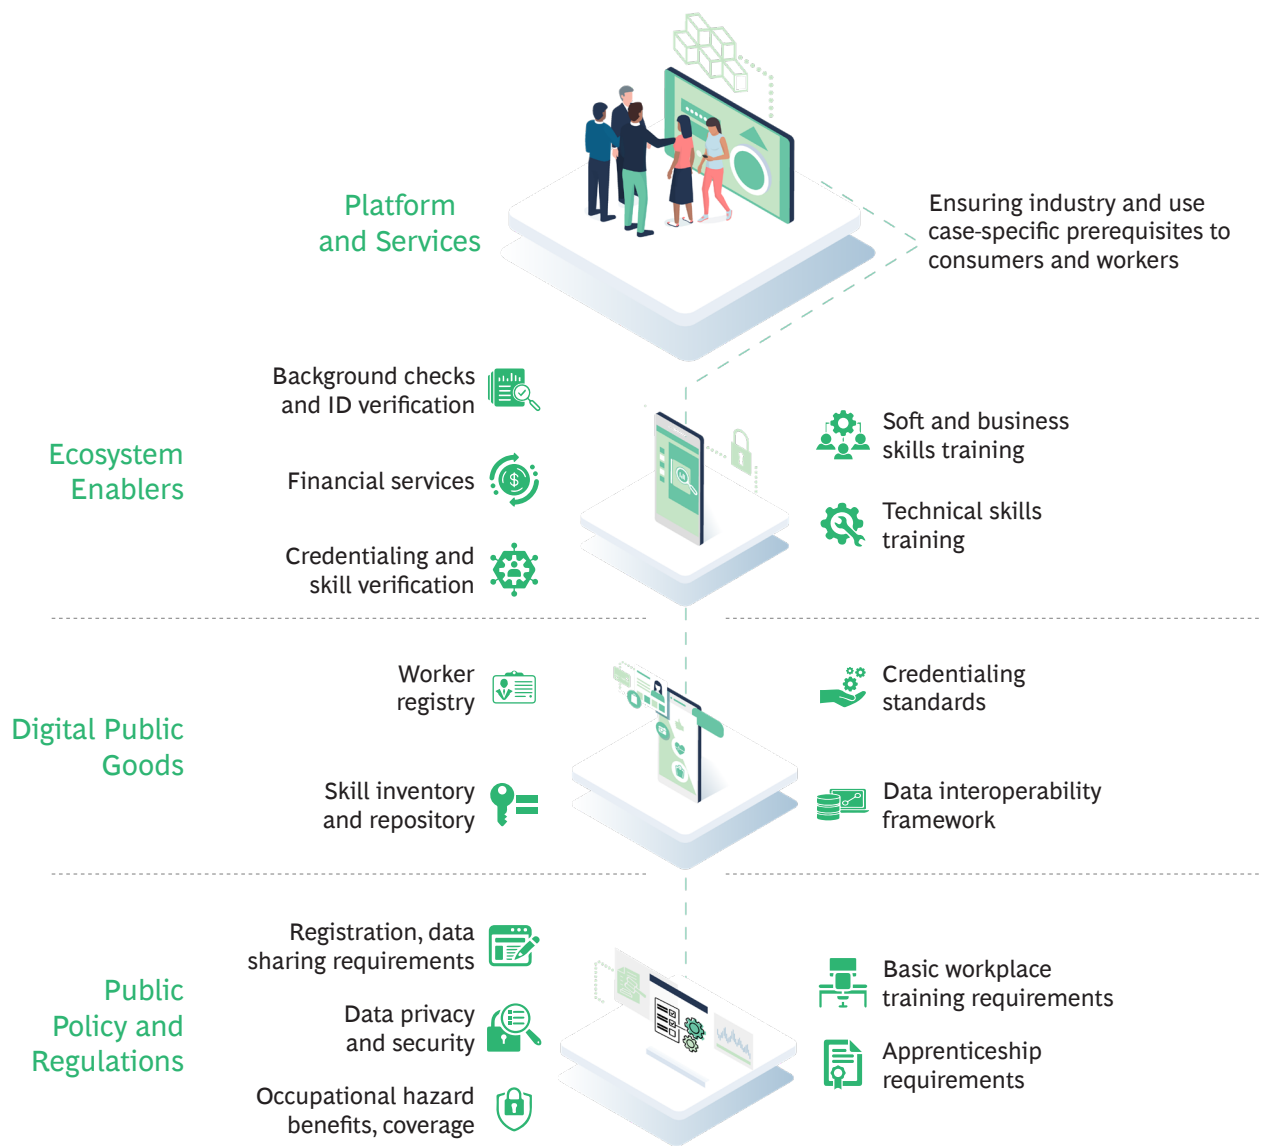 Platform
and Services
Ensuring industry and use
case-specific prerequisites to
consumers and workers
Ecosystem
Enablers
Background checks
and ID verification
Financial services
Credentialing and
skill verification
Soft and business
skills training
Technical skills
training
Digital Public
Goods
Worker
registry
Skill inventory
and repository
Credentialing
standards
Data interoperability
framework
Public
Policy and
Regulations
Registration, data
sharing requirements
Data privacy
and security
Occupational hazard
benefits, coverage
Basic workplace
training requirements
Apprenticeship
requirements